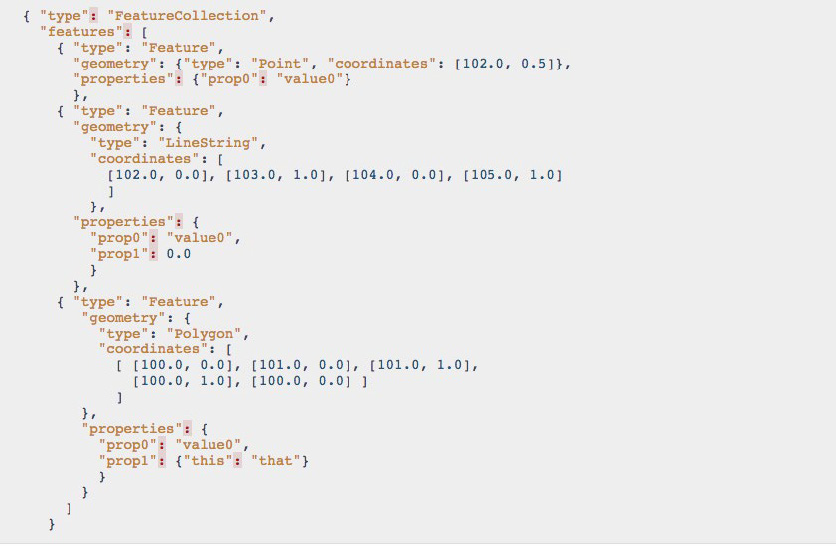 { "type": "FeatureCollection",
"features": [
{ "type": "Feature",
"geometry": {"type": "Point", "coordinates": [102.0, 0.5]},
"properties": {"prop0": "value0"}
},
{ "type": "Feature",
"geometry": {
"type": "LineString",
"coordinates": [
[102.0, 0.0], [103.0, 1.0], [104.0, 0.0], [105.0, 1.0]
]
},
"properties": {
"prop0": "value0",
"prop1": 0.0
}
},
{ "type": "Feature",
"geometry": {
"type": "Polygon",
"coordinates": [
[ [100.0, 0.0], [101.0, 0.0], [101.0, 1.0],
[100.0, 1.0], [100.0, 0.0] ]
]
},
"properties": {
"prop0": "value0",
"prop1": {"this": "that"}
}
}
]
}